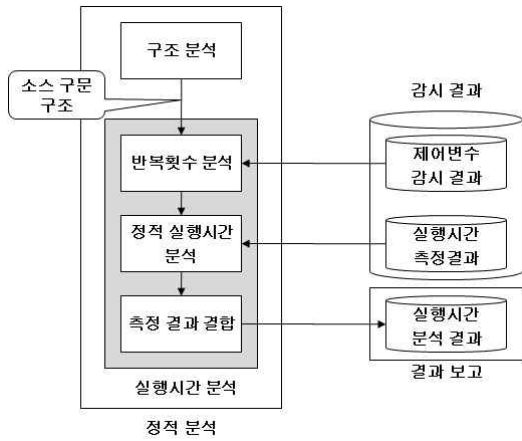 구조 분석
소스 구문
구조
감시 결과
반복횟수 분석
제어변수
감시 결과
정적 실행시간
분석
실행시간
측정결과
측정 결과 결합
실행시간
분석 결과
실행시간 분석
결과 보고
정적 분석